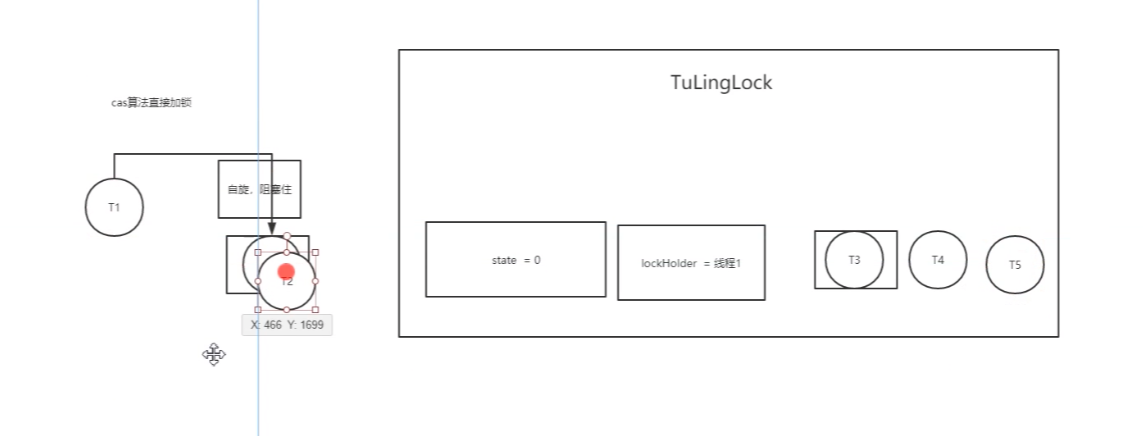 TuLingLock
cas算法直接加锁
自旋，阻塞住
T1
state = 0
lockHolder = 线程1
T3
T4
T5
T2
X: 466 Y: 1699